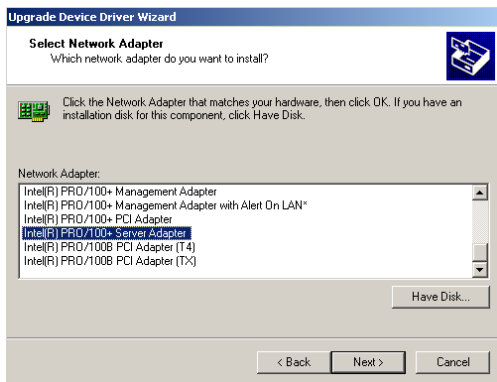 Upgrade Device Driver Wizard
Select Network Adapter
Which network adapter do you want to install?
Click the Network Adapter that matches your hardware, then click OK. If you have an
installation disk for this component, click Have Disk.
Network Adapter:
Intel(R) PRO/100+ Management Adapter
Intel(R) PRO/100+ Management Adapter with Alert On LAN*
Intel(R) PRO/100+ PCI Adapter
Intel(R) PRO/100+ Server Adapter
Intel(R) PRO/100B PCI Adapter (T4)
Intel(R) PRO/100B PCI Adapter (TX)
Have Disk...
< Back
Next >
Cancel